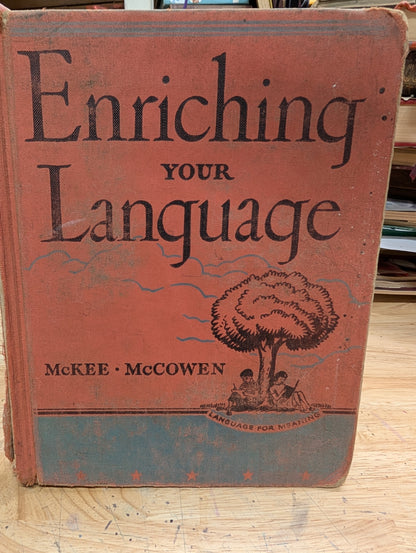 Enriching
YOUR
Language
McKEE · McCOWEN
LANGUAGE FOR MEANING